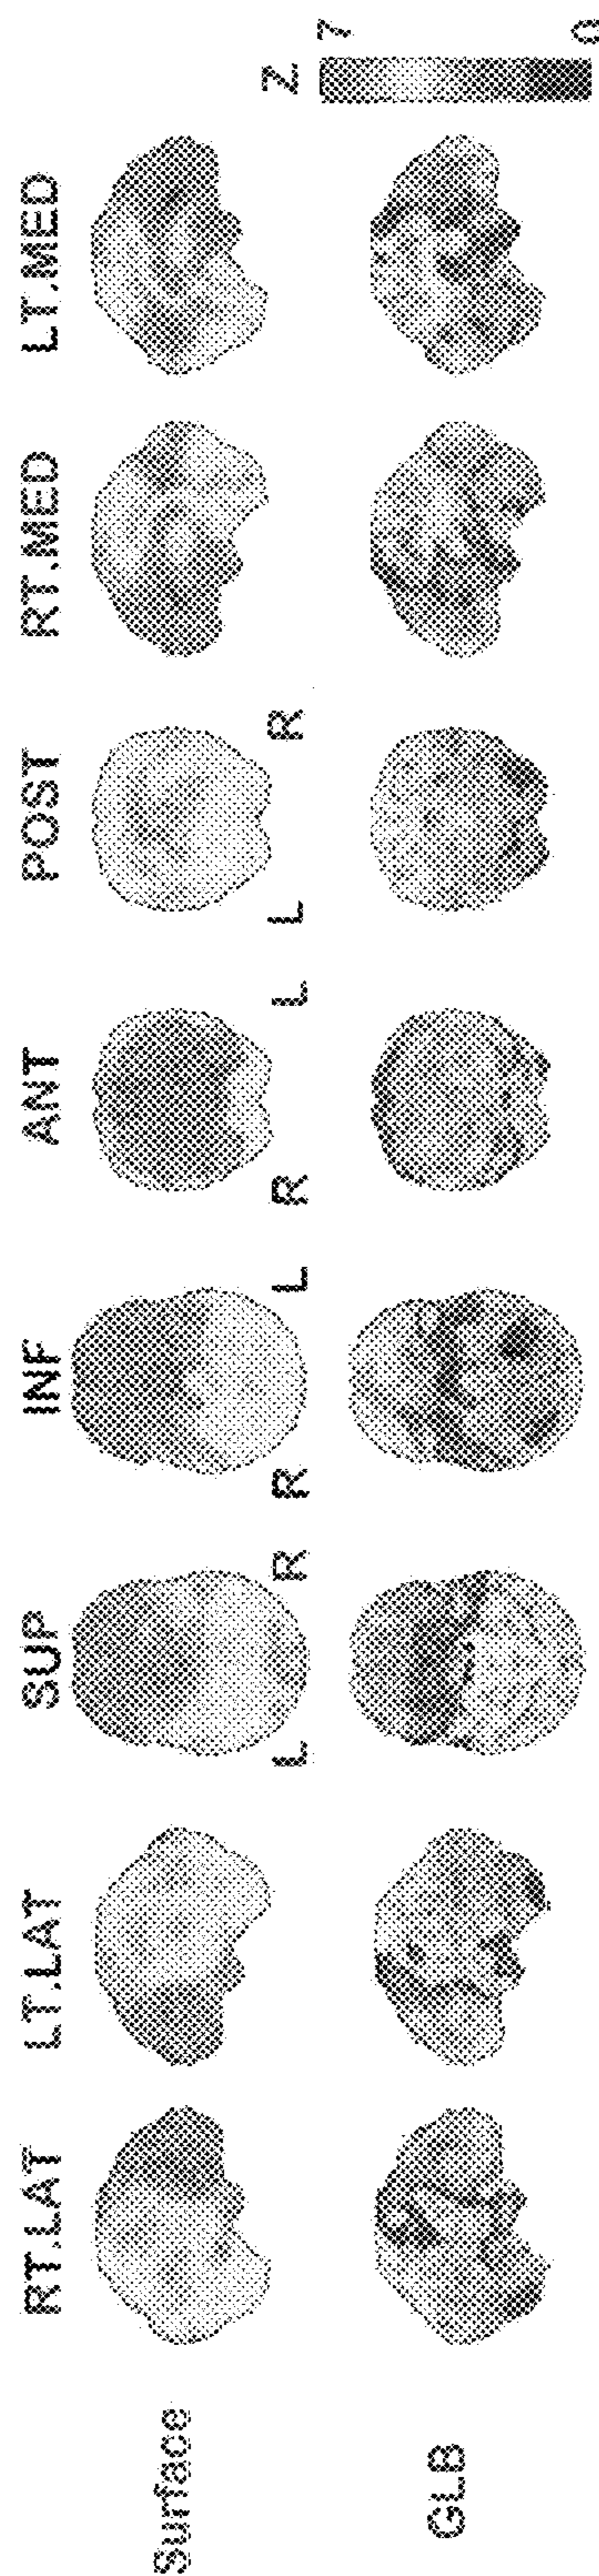 RT.LAT LT.LAT SUP INF ANT POST RT.MED LT.MED
Surface
L R R L R L L R
Z
7
GLB
0